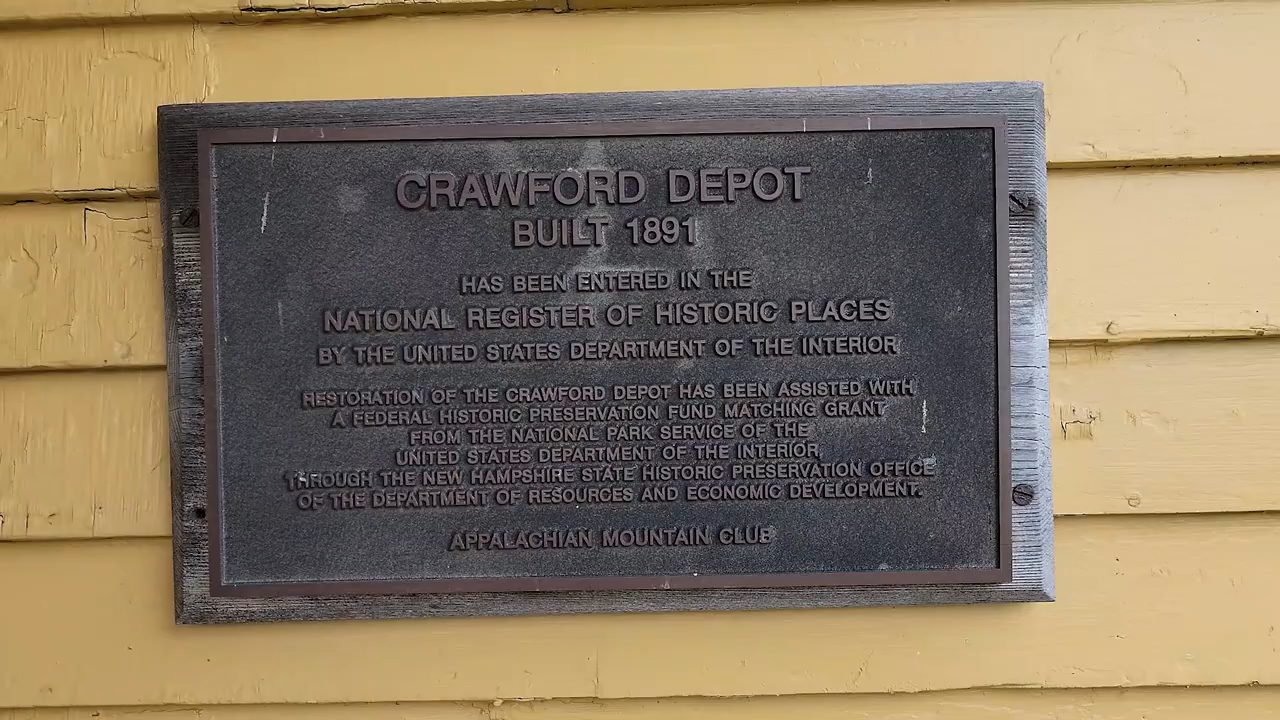 CRAWFORD DEPOT
BUILT 1891
HAS BEEN ENTERED IN THE
NATIONAL REGISTER OF HISTORIC PLACES
BY THE UNITED STATES DEPARTMENT OF THE INTERIOR
RESTORATION OF THE CRAWFORD DEPOT HAS BEEN ASSISTED WITH
A FEDERAL HISTORIC PRESERVATION FUND MATCHING GRANT
FROM THE NATIONAL PARK SERVICE OF THE
UNITED STATES DEPARTMENT OF THE INTERIOR
THROUGH THE NEW HAMPSHIRE STATE HISTORIC PRESERVATION OFFICE
OF THE DEPARTMENT OF RESOURCES AND ECONOMIC DEVELOPMENT.
APPALACHIAN MOUNTAIN CLUB